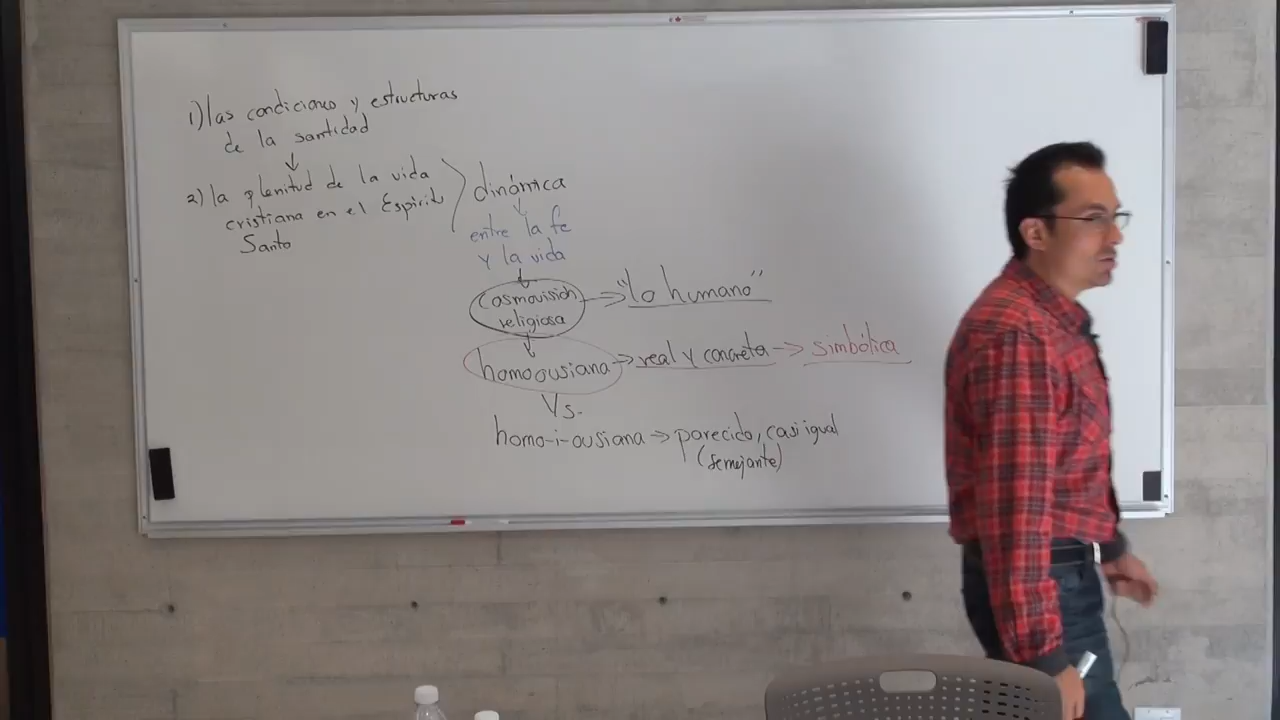 1) las condiciones y estructuras
de la santidad
2) la plenitud de la vida
cristiana en el Espíritu
Santo
dinámica
entre la fe
y la vida
Cosmovisión
religiosa
"lo humano"
homoousiana → real y concreta → simbólica
Vs.
homo-i-ousiana → parecido, casi igual
(semejante)